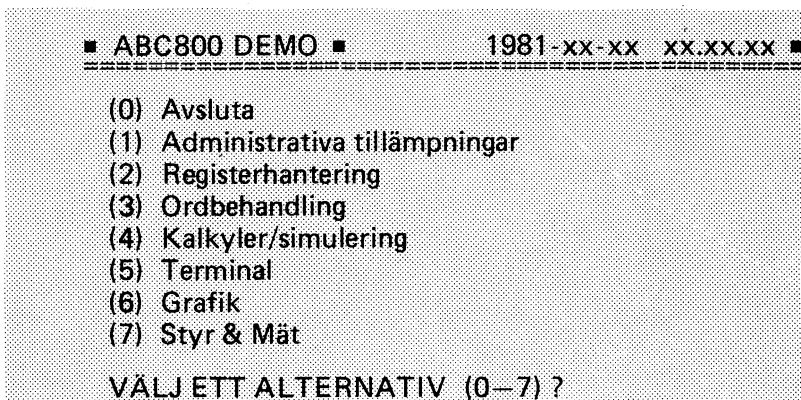 ▪ ABC800 DEMO ▪ 1981-xx-xx xx.xx.xx ▪
==================================================
(0) Avsluta
(1) Administrativa tillämpningar
(2) Registerhantering
(3) Ordbehandling
(4) Kalkyler/simulering
(5) Terminal
(6) Grafik
(7) Styr & Mät
VÄLJ ETT ALTERNATIV (0–7) ?